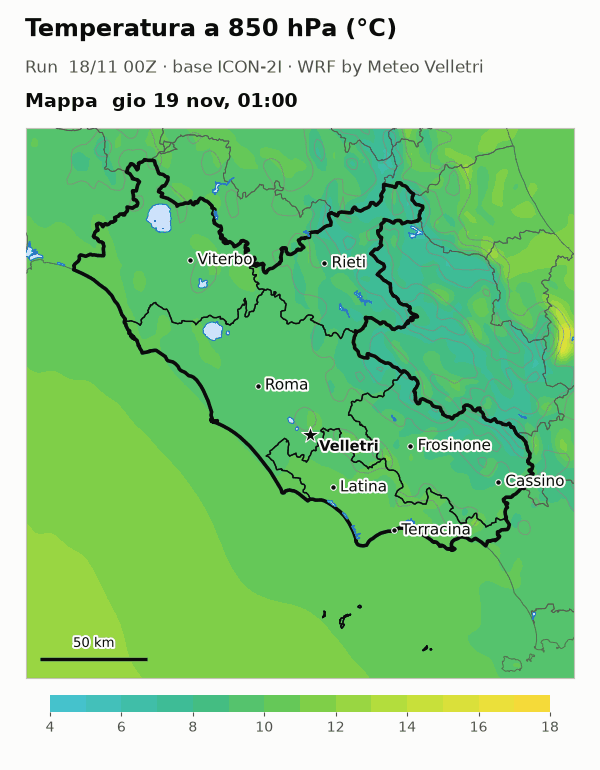 Temperatura a 850 hPa (°C)
Run  18/11 00Z · base ICON-2I · WRF by Meteo Velletri
Mappa  gio 19 nov, 01:00
Viterbo
Rieti
Roma
Velletri
Frosinone
Latina
Cassino
Terracina
50 km
4 6 8 10 12 14 16 18